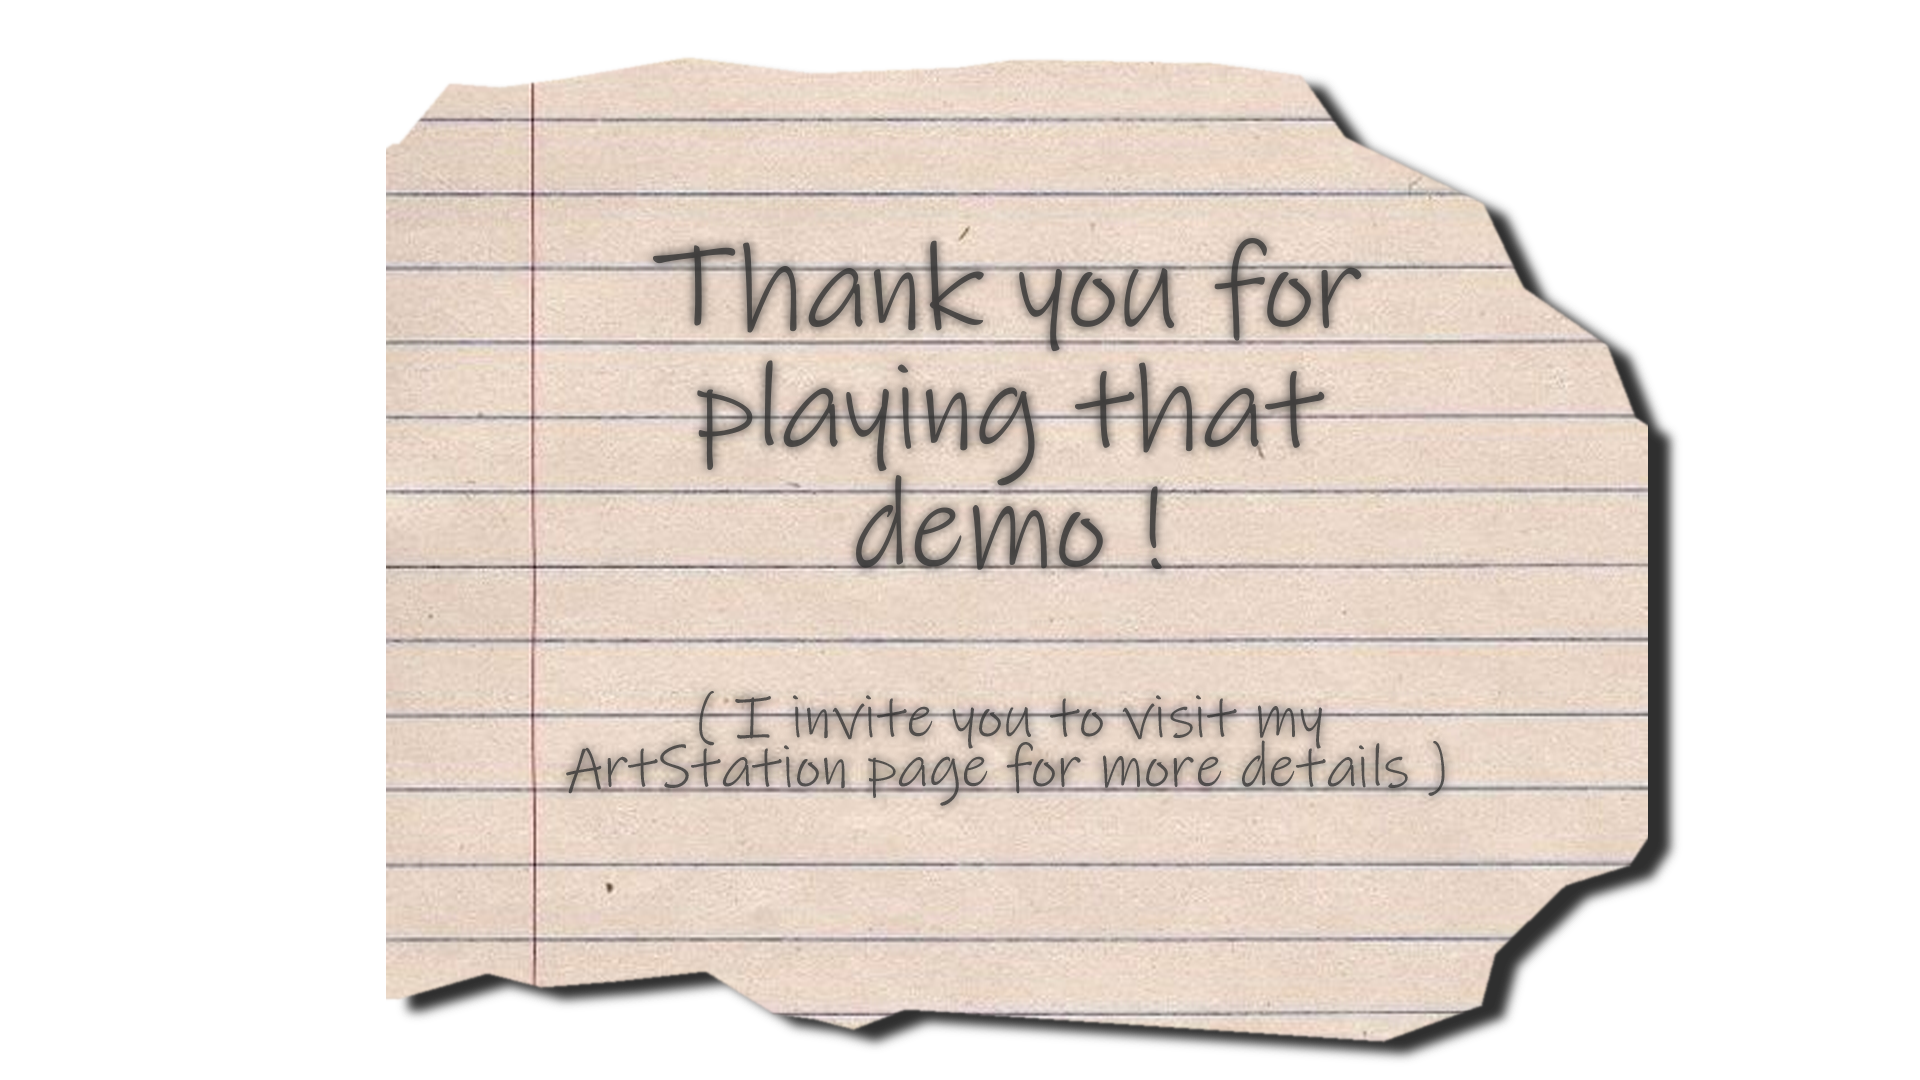 Thank you for
playing that
demo !
( I invite you to visit my
ArtStation page for more details )